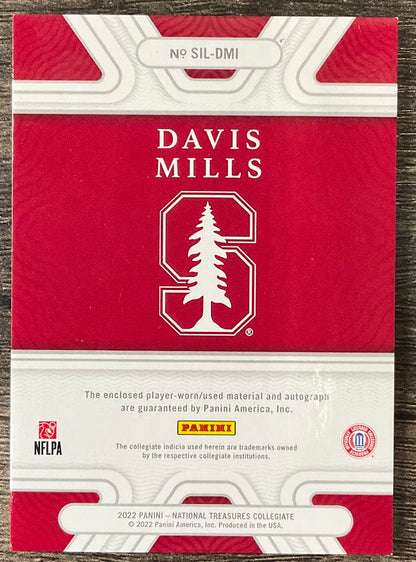 Nº SIL-DMI
DAVIS
MILLS
S
®
The enclosed player-worn/used material and autograph
are guaranteed by Panini America, Inc.
PANINI
NFLPA
The collegiate indicia used herein are trademarks owned
by the respective collegiate institutions.
2022 PANINI – NATIONAL TREASURES COLLEGIATE
© 2022 Panini America, Inc. Produced in the USA.